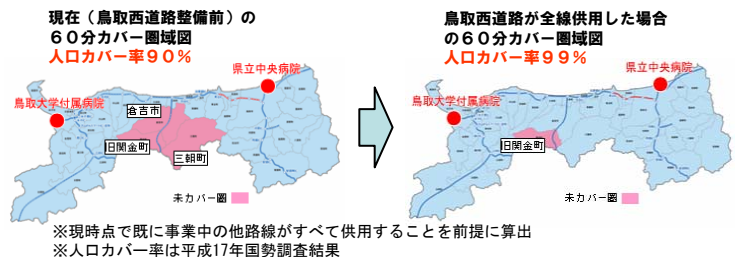 現在（鳥取西道路整備前）の
６０分カバー圏域図
人口カバー率９０％
県立中央病院
鳥取大学付属病院
倉吉市
旧関金町
三朝町
未カバー圏
鳥取西道路が全線供用した場合
の６０分カバー圏域図
人口カバー率９９％
県立中央病院
鳥取大学付属病院
旧関金町
未カバー圏
※現時点で既に事業中の他路線がすべて供用することを前提に算出
※人口カバー率は平成17年国勢調査結果